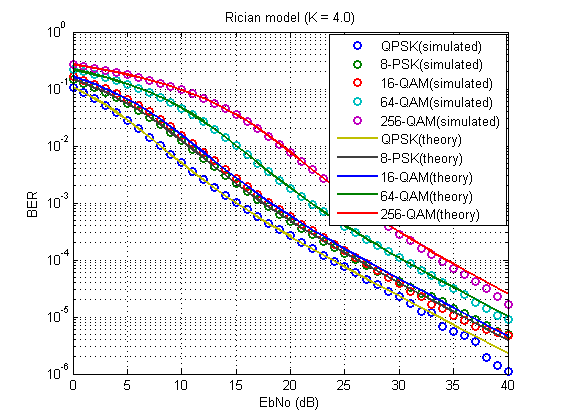 Rician model (K = 4.0)
QPSK(simulated)
8-PSK(simulated)
16-QAM(simulated)
64-QAM(simulated)
256-QAM(simulated)
QPSK(theory)
8-PSK(theory)
16-QAM(theory)
64-QAM(theory)
256-QAM(theory)
BER
10^0
10^-1
10^-2
10^-3
10^-4
10^-5
10^-6
0 5 10 15 20 25 30 35 40
EbNo (dB)